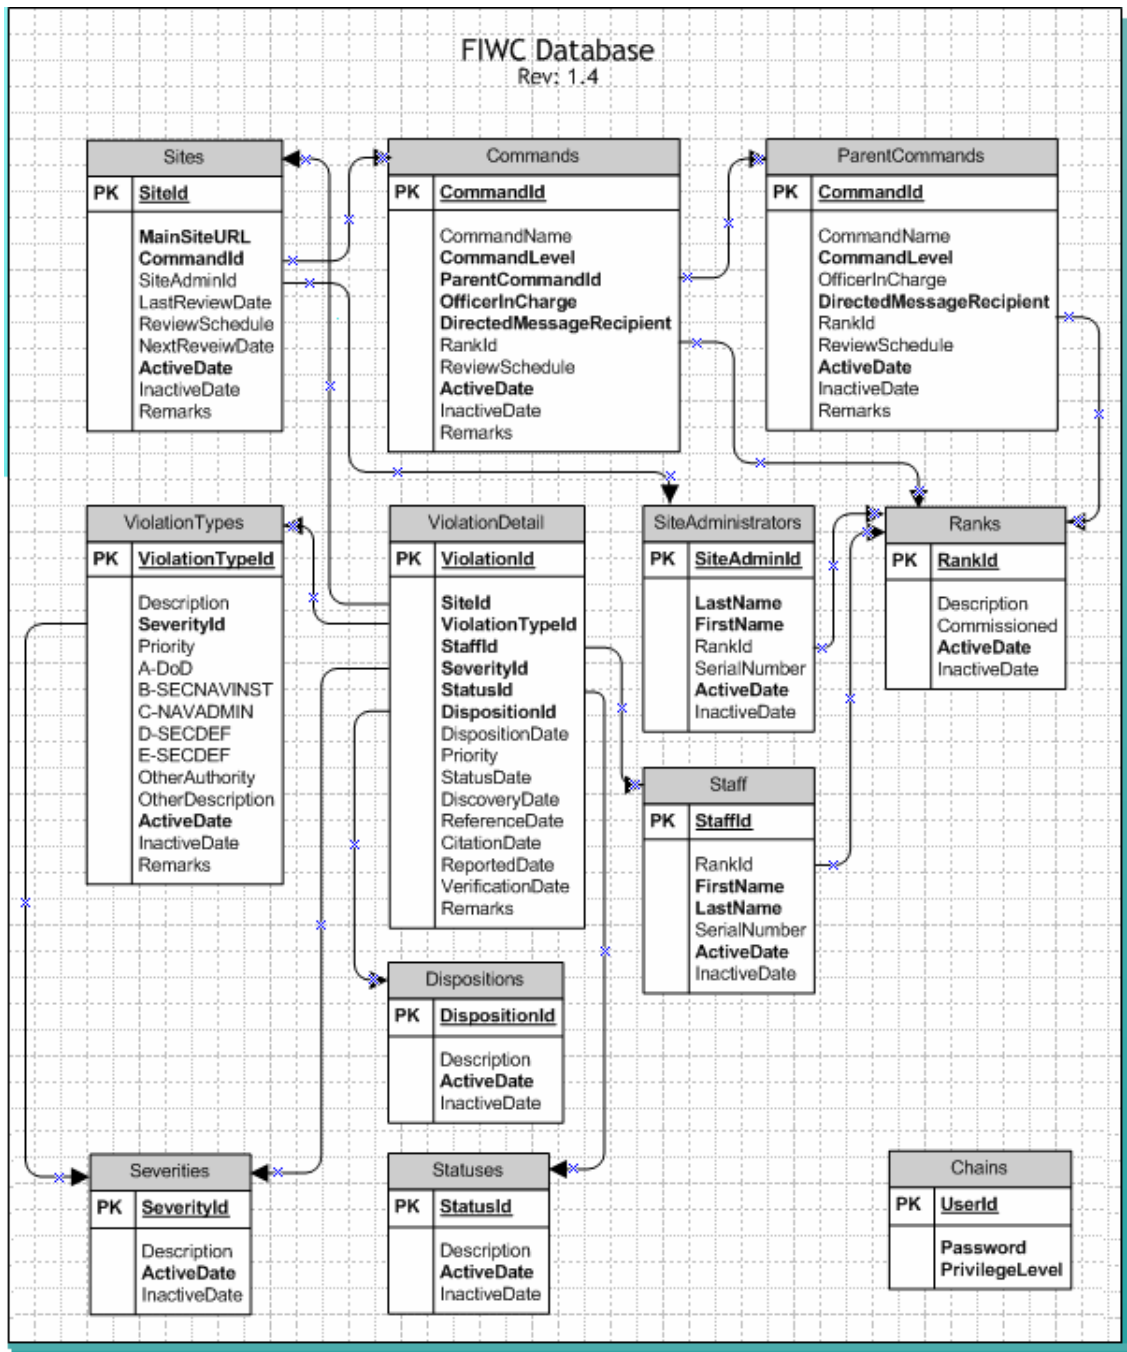 FIWC Database
Rev: 1.4
Sites
PK SiteId
MainSiteURL
CommandId
SiteAdminId
LastReviewDate
ReviewSchedule
NextReveiwDate
ActiveDate
InactiveDate
Remarks
Commands
PK CommandId
CommandName
CommandLevel
ParentCommandId
OfficerInCharge
DirectedMessageRecipient
RankId
ReviewSchedule
ActiveDate
InactiveDate
Remarks
ParentCommands
PK CommandId
CommandName
CommandLevel
OfficerInCharge
DirectedMessageRecipient
RankId
ReviewSchedule
ActiveDate
InactiveDate
Remarks
ViolationTypes
PK ViolationTypeId
Description
SeverityId
Priority
A-DoD
B-SECNAVINST
C-NAVADMIN
D-SECDEF
E-SECDEF
OtherAuthority
OtherDescription
ActiveDate
InactiveDate
Remarks
ViolationDetail
PK ViolationId
SiteId
ViolationTypeId
StaffId
SeverityId
StatusId
DispositionId
DispositionDate
Priority
StatusDate
DiscoveryDate
ReferenceDate
CitationDate
ReportedDate
VerificationDate
Remarks
SiteAdministrators
PK SiteAdminId
LastName
FirstName
RankId
SerialNumber
ActiveDate
InactiveDate
Ranks
PK RankId
Description
Commissioned
ActiveDate
InactiveDate
Staff
PK StaffId
RankId
FirstName
LastName
SerialNumber
ActiveDate
InactiveDate
Dispositions
PK DispositionId
Description
ActiveDate
InactiveDate
Severities
PK SeverityId
Description
ActiveDate
InactiveDate
Statuses
PK StatusId
Description
ActiveDate
InactiveDate
Chains
PK UserId
Password
PrivilegeLevel